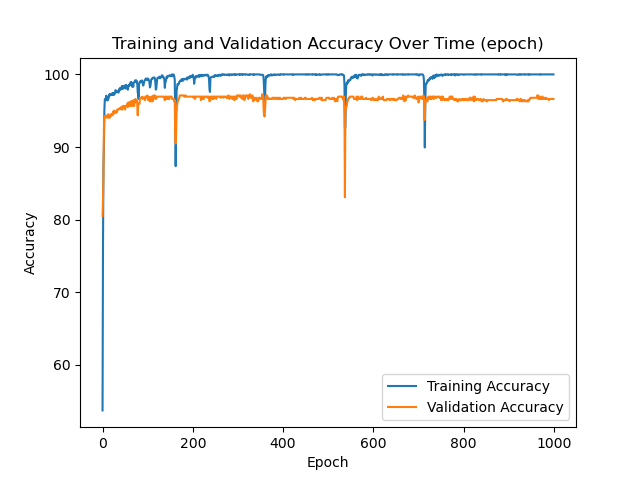 Training and Validation Accuracy Over Time (epoch)
100
90
80
70
60
Accuracy
0 200 400 600 800 1000
Epoch
Training Accuracy
Validation Accuracy